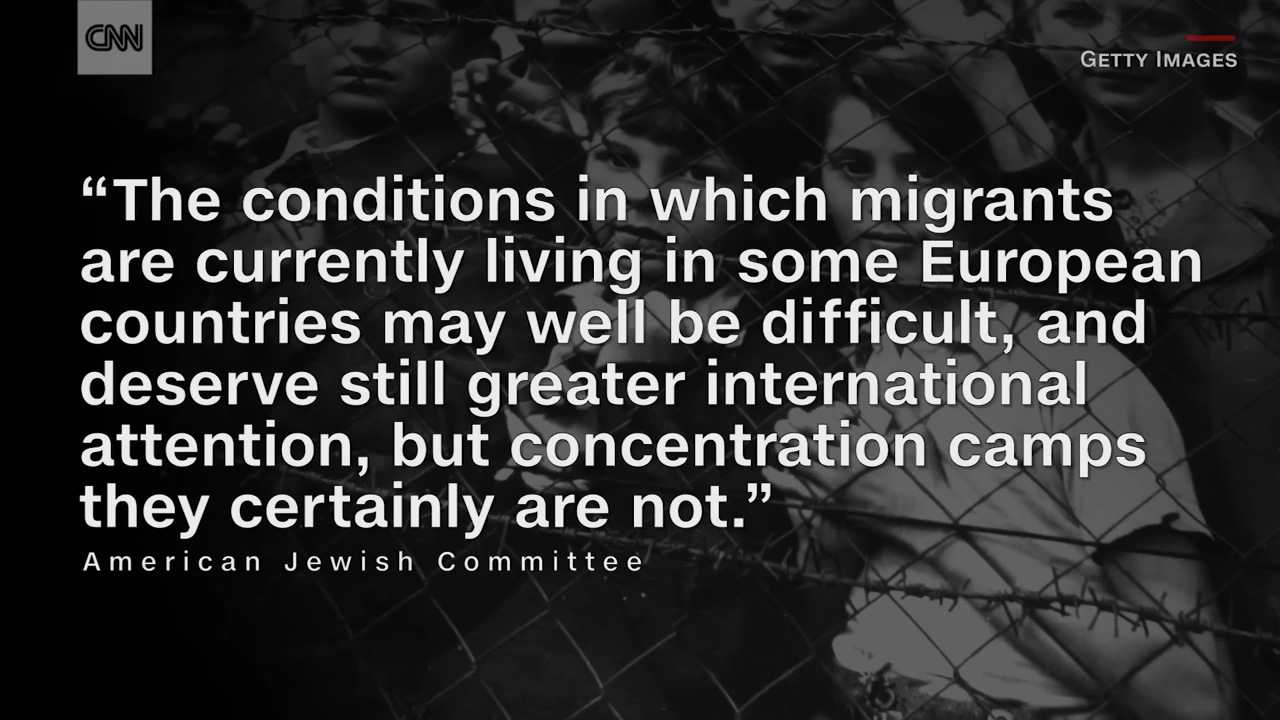 CNN
GETTY IMAGES
“The conditions in which migrants
are currently living in some European
countries may well be difficult, and
deserve still greater international
attention, but concentration camps
they certainly are not.”
American Jewish Committee